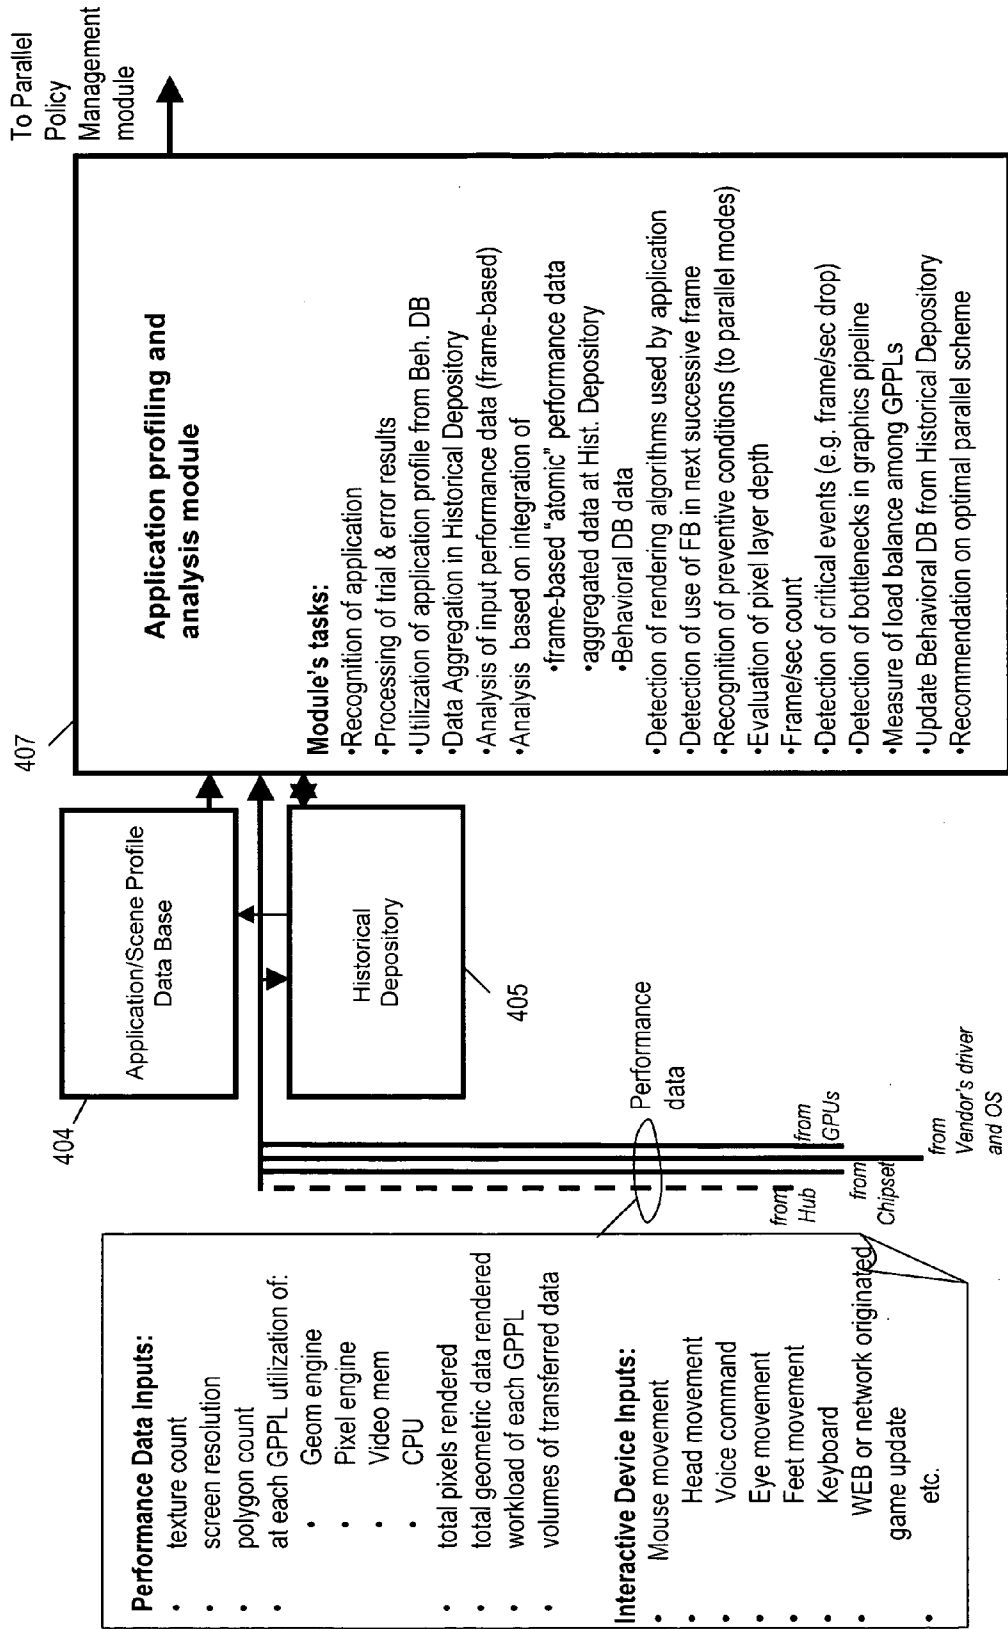 To Parallel
Policy
Management
module
407
Application profiling and
analysis module
Module's tasks:
•Recognition of application
•Processing of trial & error results
•Utilization of application profile from Beh. DB
•Data Aggregation in Historical Depository
•Analysis of input performance data (frame-based)
•Analysis based on integration of
•frame-based "atomic" performance data
•aggregated data at Hist. Depository
•Behavioral DB data
•Detection of rendering algorithms used by application
•Detection of use of FB in next successive frame
•Recognition of preventive conditions (to parallel modes)
•Evaluation of pixel layer depth
•Frame/sec count
•Detection of critical events (e.g. frame/sec drop)
•Detection of bottlenecks in graphics pipeline
•Measure of load balance among GPPLs
•Update Behavioral DB from Historical Depository
•Recommendation on optimal parallel scheme
404
Application/Scene Profile
Data Base
Historical
Depository
405
Performance
data
from
GPUs
from
Vendor's driver
and OS
from
Chipset
from
Hub
Performance Data Inputs:
• texture count
• screen resolution
• polygon count
at each GPPL utilization of:
• Geom engine
• Pixel engine
• Video mem
• CPU
• total pixels rendered
• total geometric data rendered
• workload of each GPPL
• volumes of transferred data
Interactive Device Inputs:
• Mouse movement
• Head movement
• Voice command
• Eye movement
• Feet movement
• Keyboard
• WEB or network originated
game update
• etc.